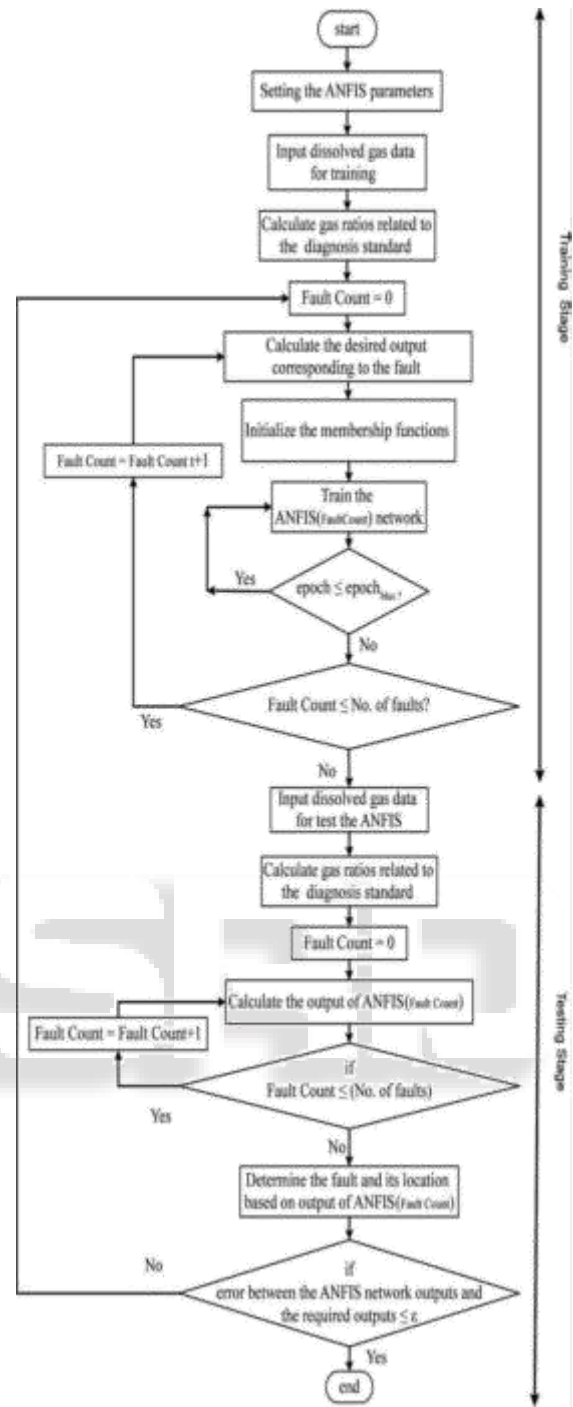 start
Setting the ANFIS parameters
Input dissolved gas data
for training
Calculate gas ratios related to
the diagnosis standard
Fault Count = 0
Calculate the desired output
corresponding to the fault
Initialize the membership functions
Fault Count = Fault Count t+1
Train the
ANFIS(FaultCount) network
Yes
epoch ≤ epoch Max ?
No
Fault Count ≤ No. of faults?
Yes
No
Training Stage
Input dissolved gas data
for test the ANFIS
Calculate gas ratios related to
the diagnosis standard
Fault Count = 0
Calculate the output of ANFIS(Fault Count)
Fault Count = Fault Count+1
if
Fault Count ≤ (No. of faults)
Yes
No
Determine the fault and its location
based on output of ANFIS(Fault Count)
No
if
error between the ANFIS network outputs and
the required outputs ≤ ε
Yes
end
Testing Stage